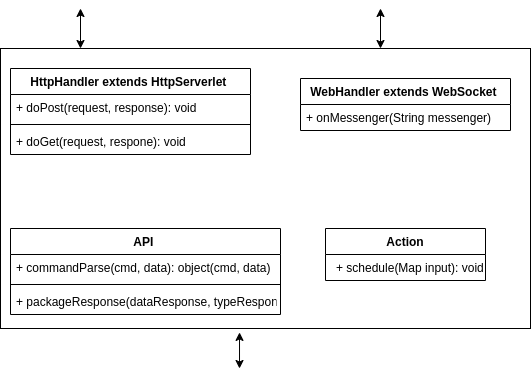 HttpHandler extends HttpServerlet
+ doPost(request, response): void
+ doGet(request, respone): void
WebHandler extends WebSocket
+ onMessenger(String messenger)
API
+ commandParse(cmd, data): object(cmd, data)
+ packageResponse(dataResponse, typeRespon
Action
+ schedule(Map input): void